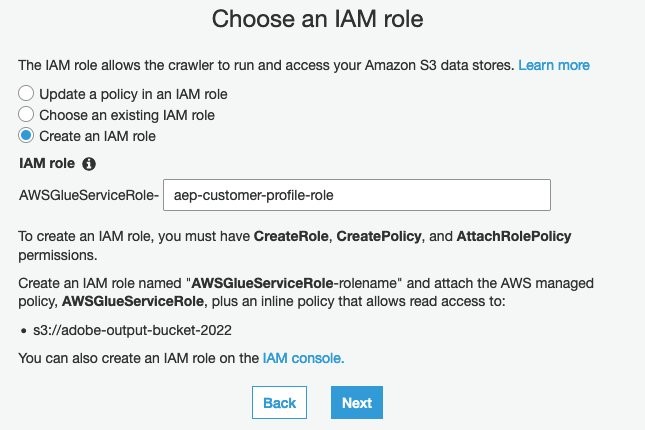 Choose an IAM role
The IAM role allows the crawler to run and access your Amazon S3 data stores. Learn more
Update a policy in an IAM role
Choose an existing IAM role
Create an IAM role
IAM role
AWSGlueServiceRole- aep-customer-profile-role
To create an IAM role, you must have CreateRole, CreatePolicy, and AttachRolePolicy
permissions.
Create an IAM role named "AWSGlueServiceRole-rolename" and attach the AWS managed
policy, AWSGlueServiceRole, plus an inline policy that allows read access to:
• s3://adobe-output-bucket-2022
You can also create an IAM role on the IAM console.
Back Next